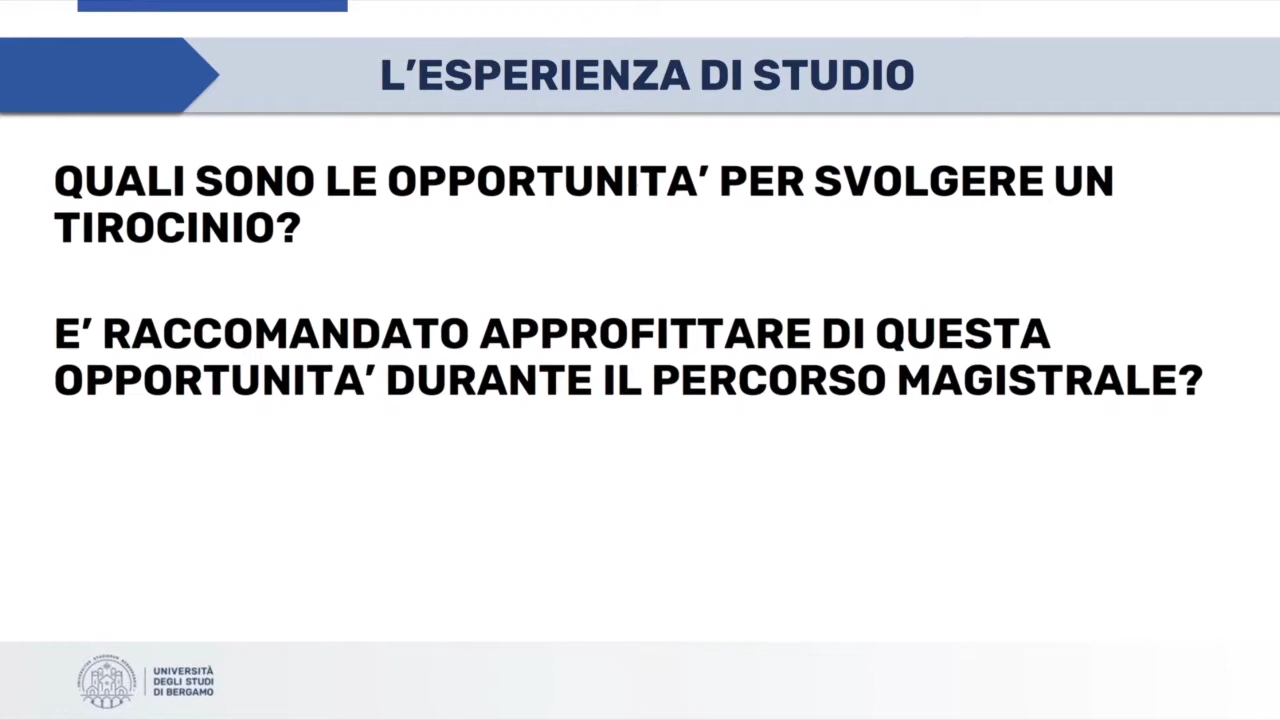 L’ESPERIENZA DI STUDIO
QUALI SONO LE OPPORTUNITA’ PER SVOLGERE UN
TIROCINIO?
E’ RACCOMANDATO APPROFITTARE DI QUESTA
OPPORTUNITA’ DURANTE IL PERCORSO MAGISTRALE?
UNIVERSITÀ
DEGLI STUDI
DI BERGAMO